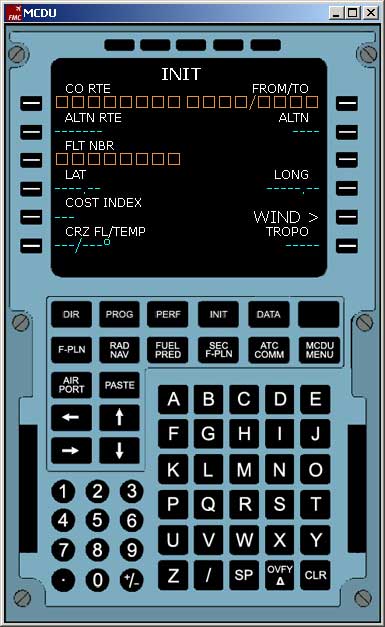 FMC MCDU
INIT
CO RTE FROM/TO
□□□□□□□□□□ □□□□/□□□□
ALTN RTE ALTN
------- ----
FLT NBR
□□□□□□□□
LAT LONG
----.-- -----.--
COST INDEX
--- WIND >
CRZ FL/TEMP TROPO
---/---° -----
DIR PROG PERF INIT DATA
F-PLN RAD NAV FUEL PRED SEC F-PLN ATC COMM MCDU MENU
AIR PORT PASTE
← ↑
→ ↓
A B C D E
F G H I J
K L M N O
P Q R S T
U V W X Y
Z / SP OVFY Δ CLR
1 2 3
4 5 6
7 8 9
. 0 +/-